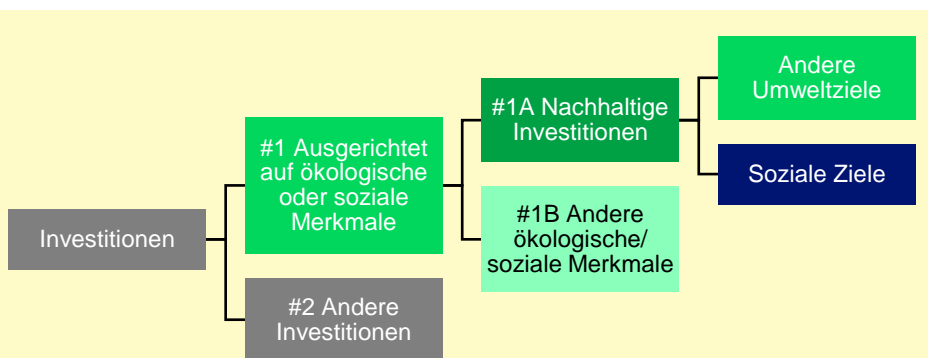 Investitionen
#1 Ausgerichtet
auf ökologische
oder soziale
Merkmale
#2 Andere
Investitionen
#1A Nachhaltige
Investitionen
#1B Andere
ökologische/
soziale Merkmale
Andere
Umweltziele
Soziale Ziele